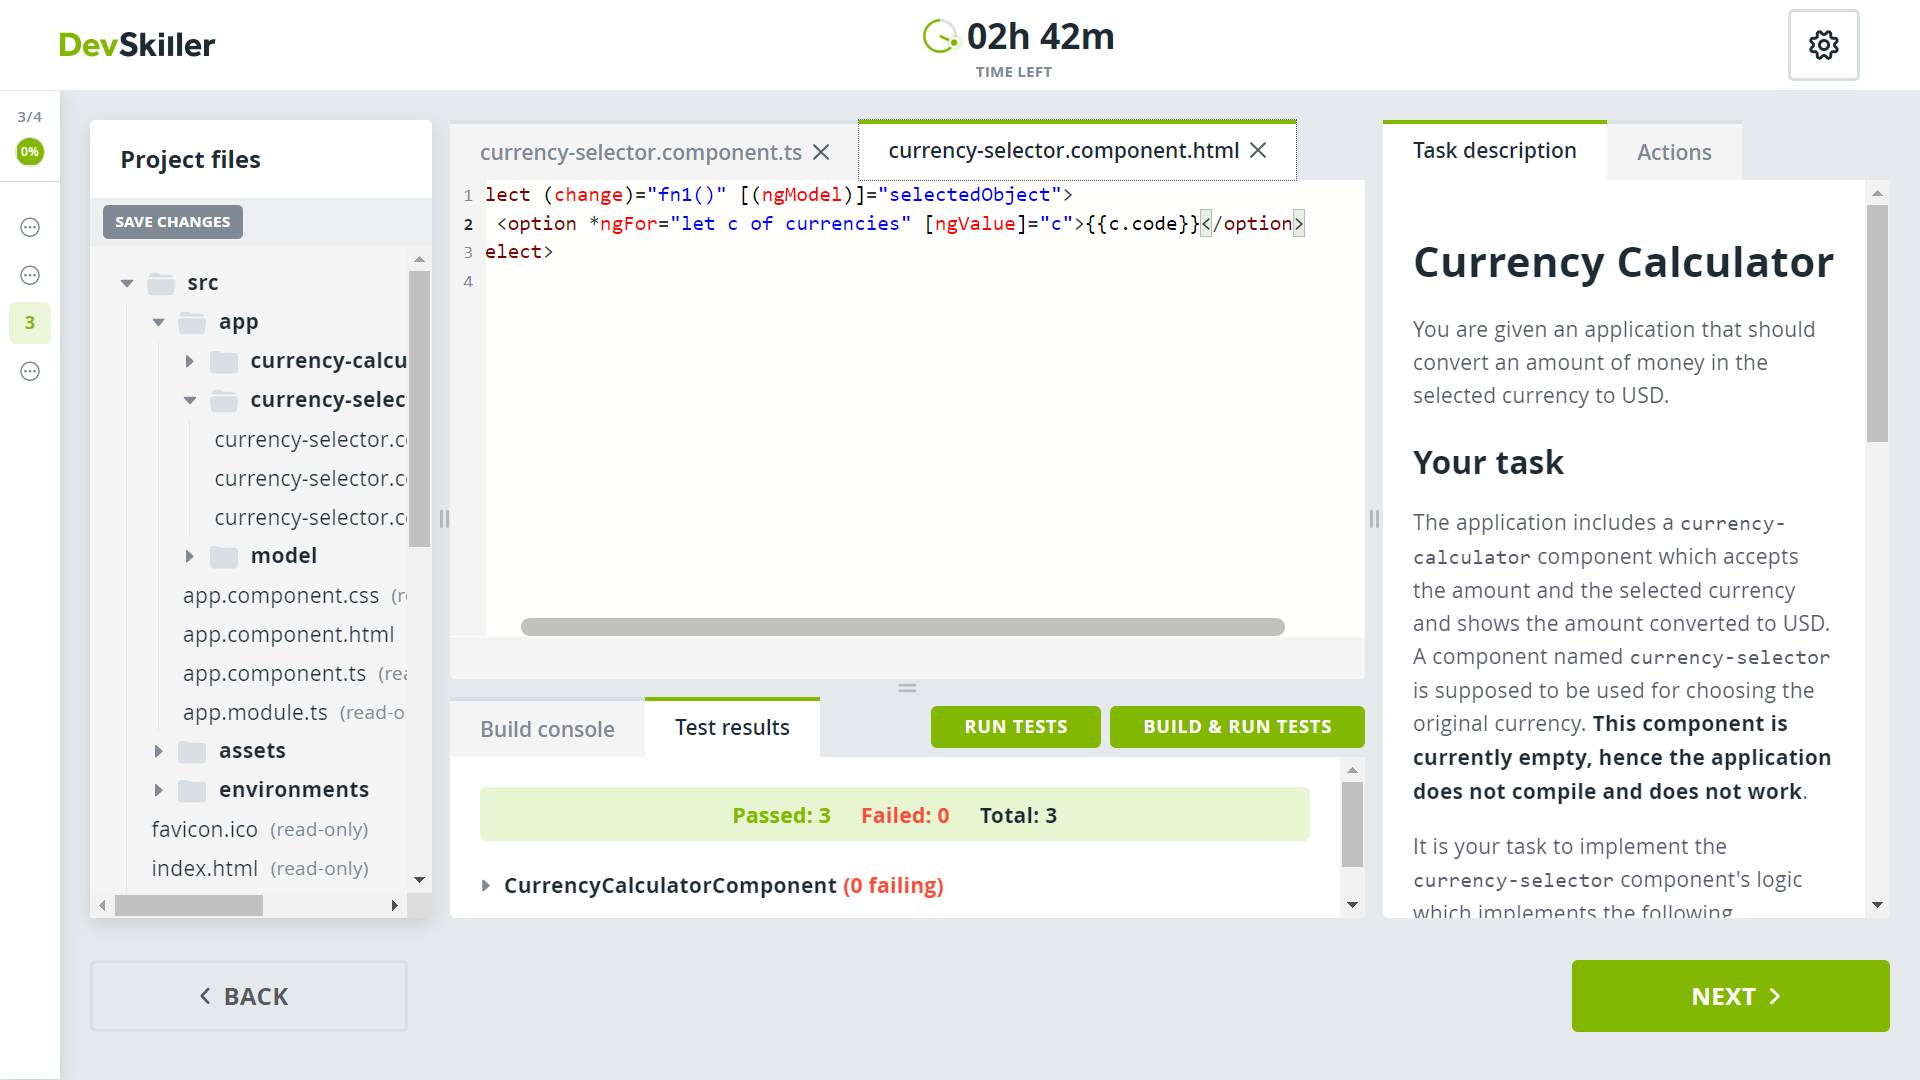 DevSkiller
02h 42m
TIME LEFT
3/4
0%
3
Project files
SAVE CHANGES
src
app
currency-calcu
currency-selec
currency-selector.c
currency-selector.c
currency-selector.c
model
app.component.css (r
app.component.html
app.component.ts (rea
app.module.ts (read-o
assets
environments
favicon.ico (read-only)
index.html (read-only)
currency-selector.component.ts
currency-selector.component.html
1 lect (change)="fn1()" [(ngModel)]="selectedObject">
2 <option *ngFor="let c of currencies" [ngValue]="c">{{c.code}}</option>
3 elect>
4
Build console
Test results
RUN TESTS
BUILD & RUN TESTS
Passed: 3 Failed: 0 Total: 3
CurrencyCalculatorComponent (0 failing)
Task description
Actions
Currency Calculator
You are given an application that should
convert an amount of money in the
selected currency to USD.
Your task
The application includes a currency-
calculator component which accepts
the amount and the selected currency
and shows the amount converted to USD.
A component named currency-selector
is supposed to be used for choosing the
original currency. This component is
currently empty, hence the application
does not compile and does not work.
It is your task to implement the
currency-selector component's logic
which implements the following
BACK
NEXT